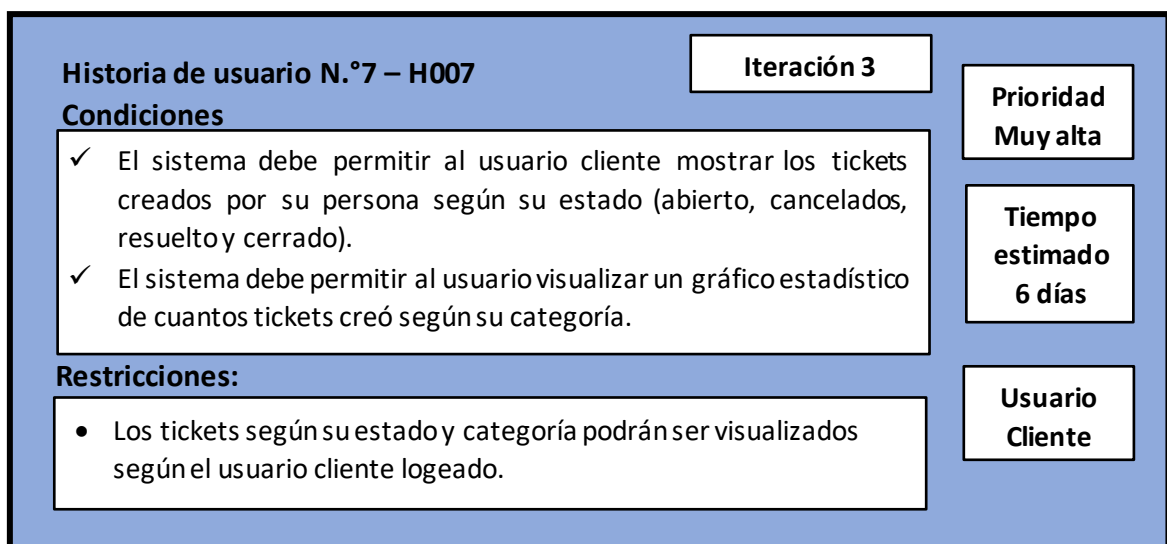 Historia de usuario N.°7 – H007
Iteración 3
Prioridad
Muy alta
Condiciones
✓ El sistema debe permitir al usuario cliente mostrar los tickets
creados por su persona según su estado (abierto, cancelados,
resuelto y cerrado).
✓ El sistema debe permitir al usuario visualizar un gráfico estadístico
de cuantos tickets creó según su categoría.
Tiempo
estimado
6 días
Restricciones:
• Los tickets según su estado y categoría podrán ser visualizados
según el usuario cliente logeado.
Usuario
Cliente